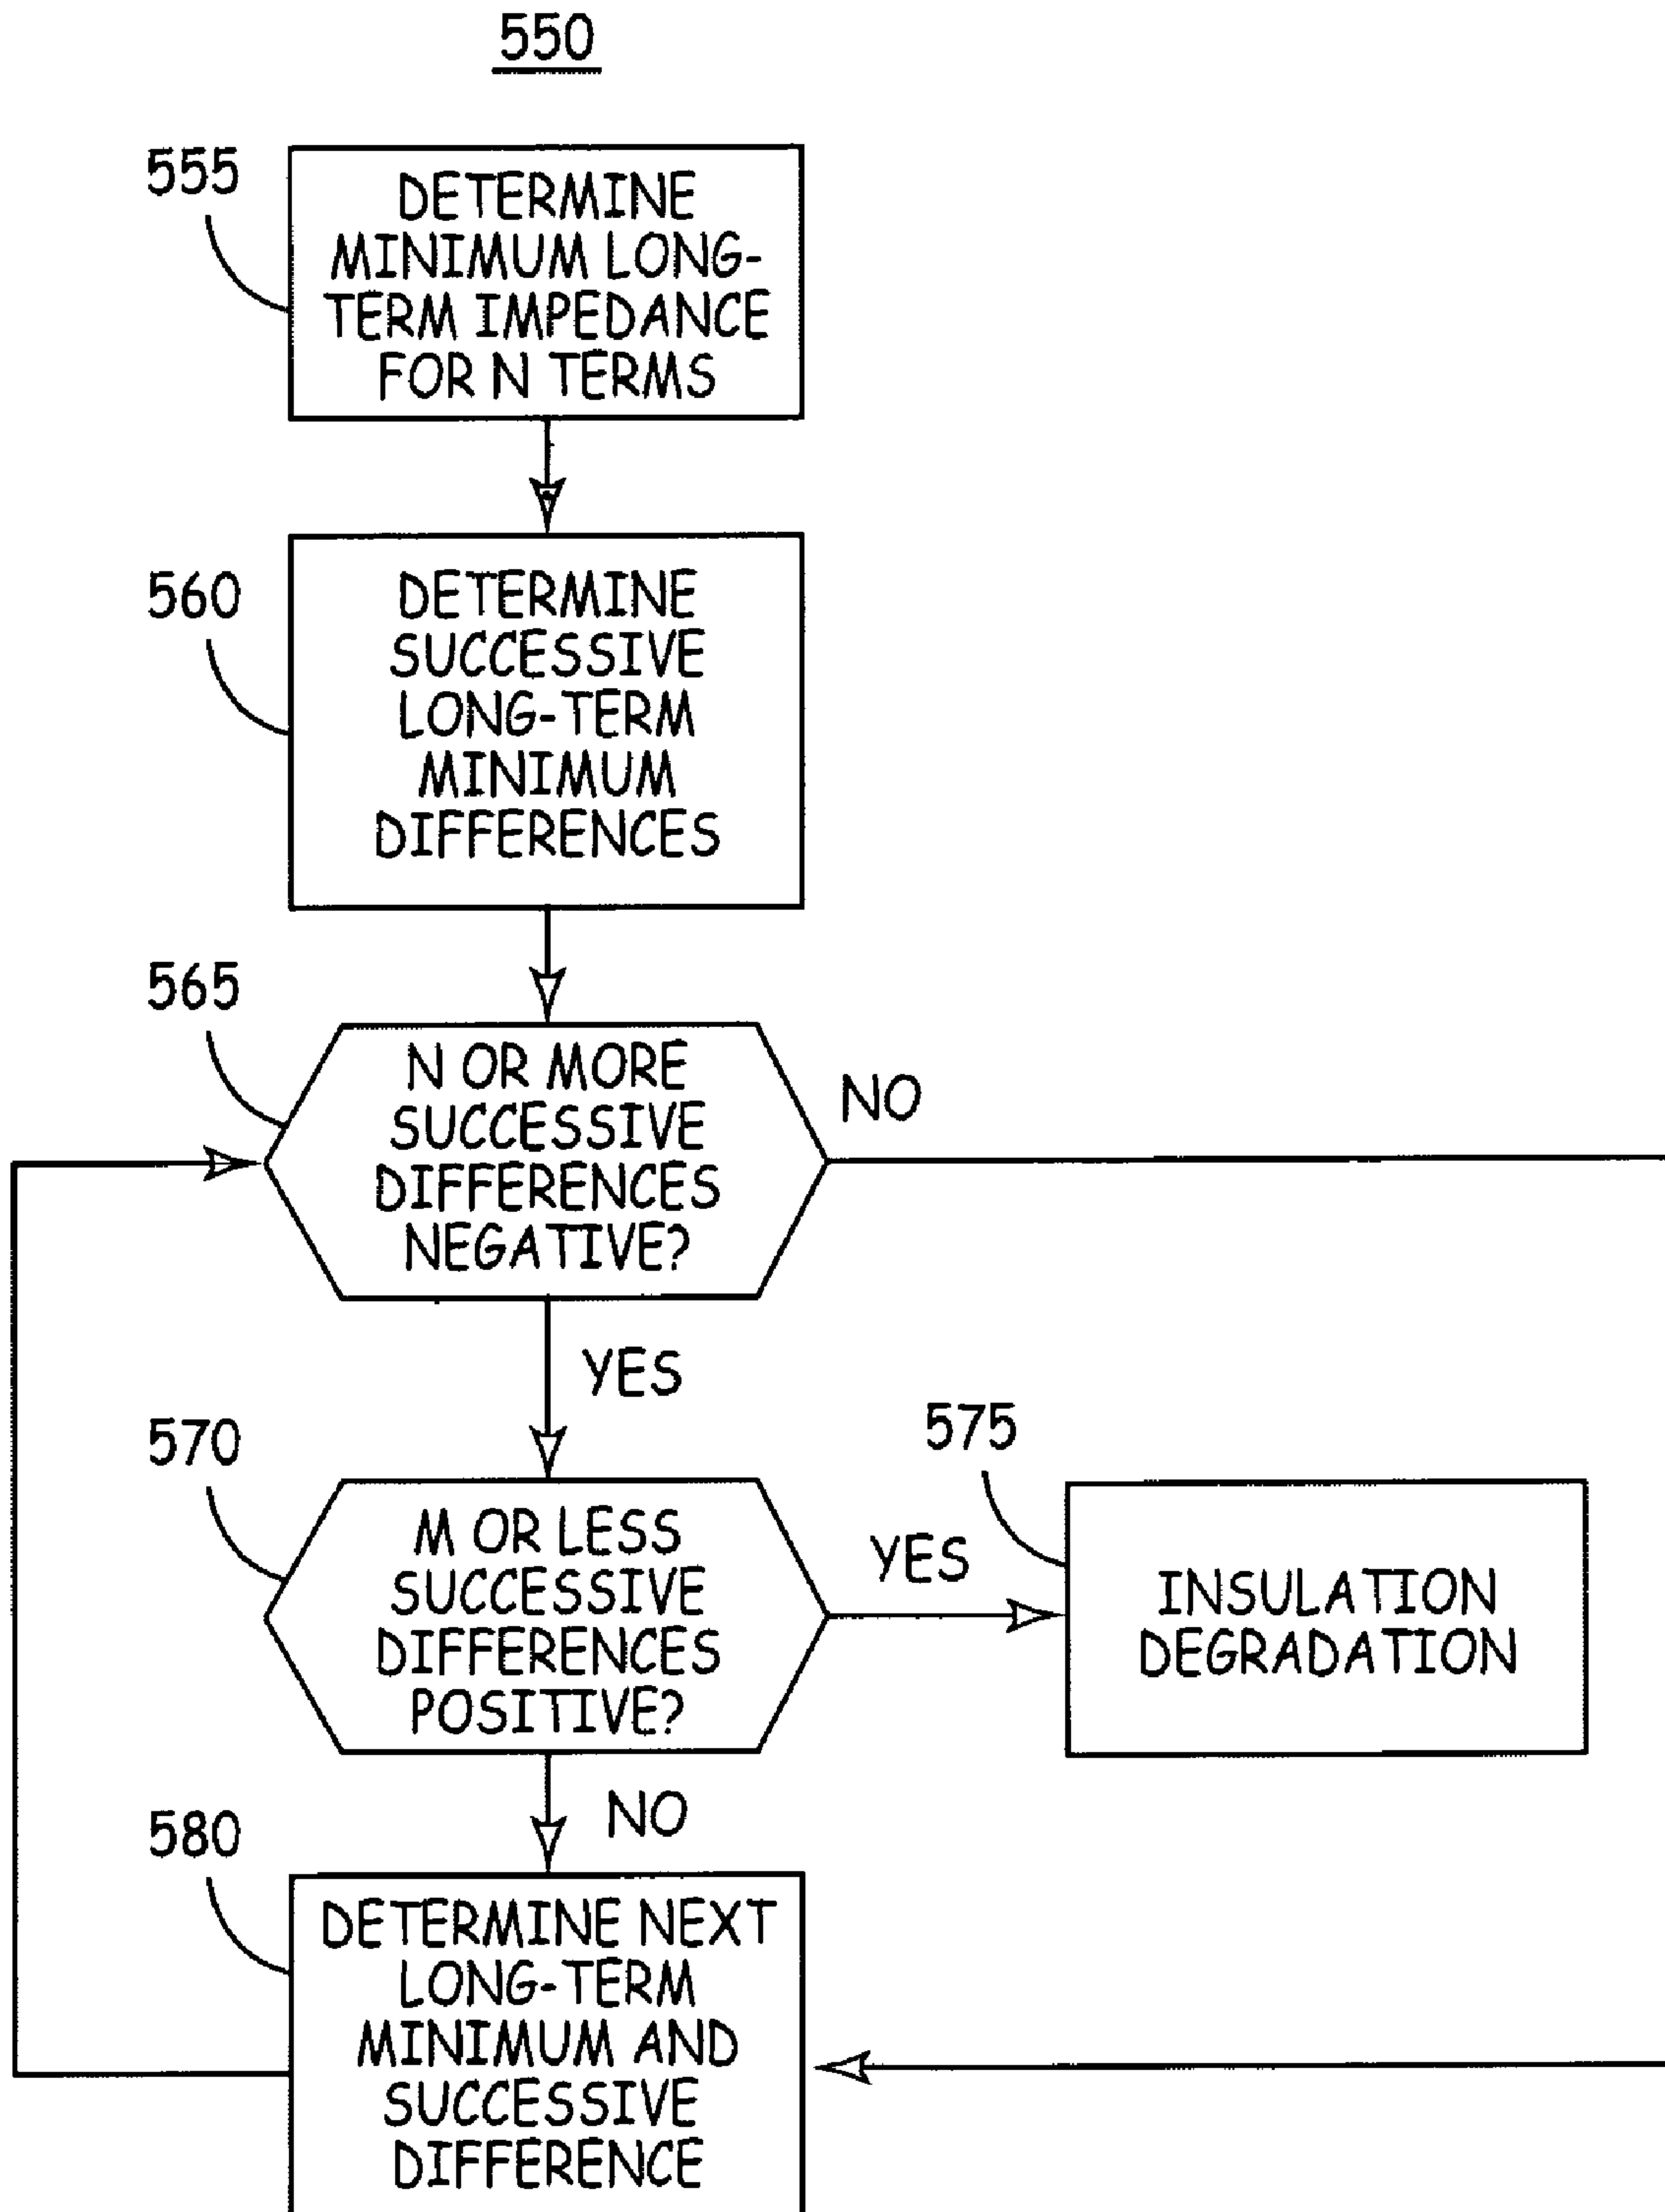 550
555
DETERMINE
MINIMUM LONG-
TERM IMPEDANCE
FOR N TERMS
560
DETERMINE
SUCCESSIVE
LONG-TERM
MINIMUM
DIFFERENCES
565
N OR MORE
SUCCESSIVE
DIFFERENCES
NEGATIVE?
NO
YES
570
M OR LESS
SUCCESSIVE
DIFFERENCES
POSITIVE?
YES
575
INSULATION
DEGRADATION
NO
580
DETERMINE NEXT
LONG-TERM
MINIMUM AND
SUCCESSIVE
DIFFERENCE